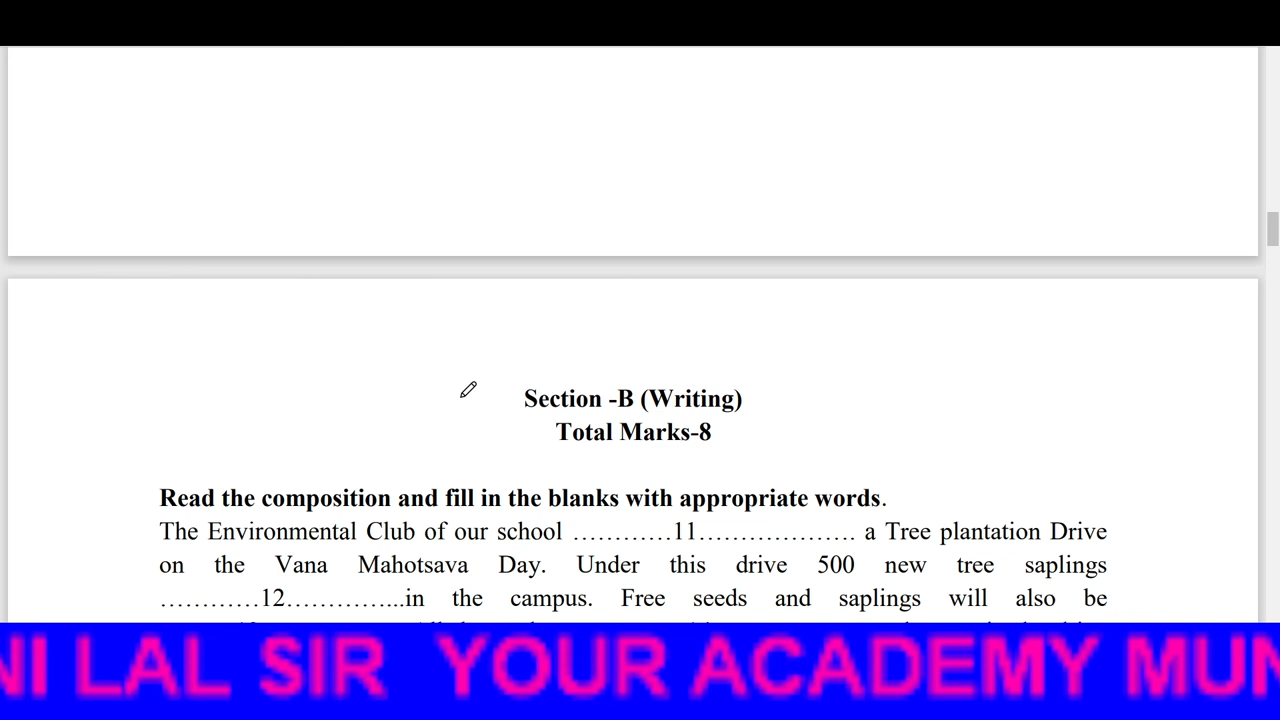 Section -B (Writing)
Total Marks-8
Read the composition and fill in the blanks with appropriate words.
The Environmental Club of our school …………11………………. a Tree plantation Drive
on the Vana Mahotsava Day. Under this drive 500 new tree saplings
…………12…………...in the campus. Free seeds and saplings will also be
NI LAL SIR YOUR ACADEMY MUN